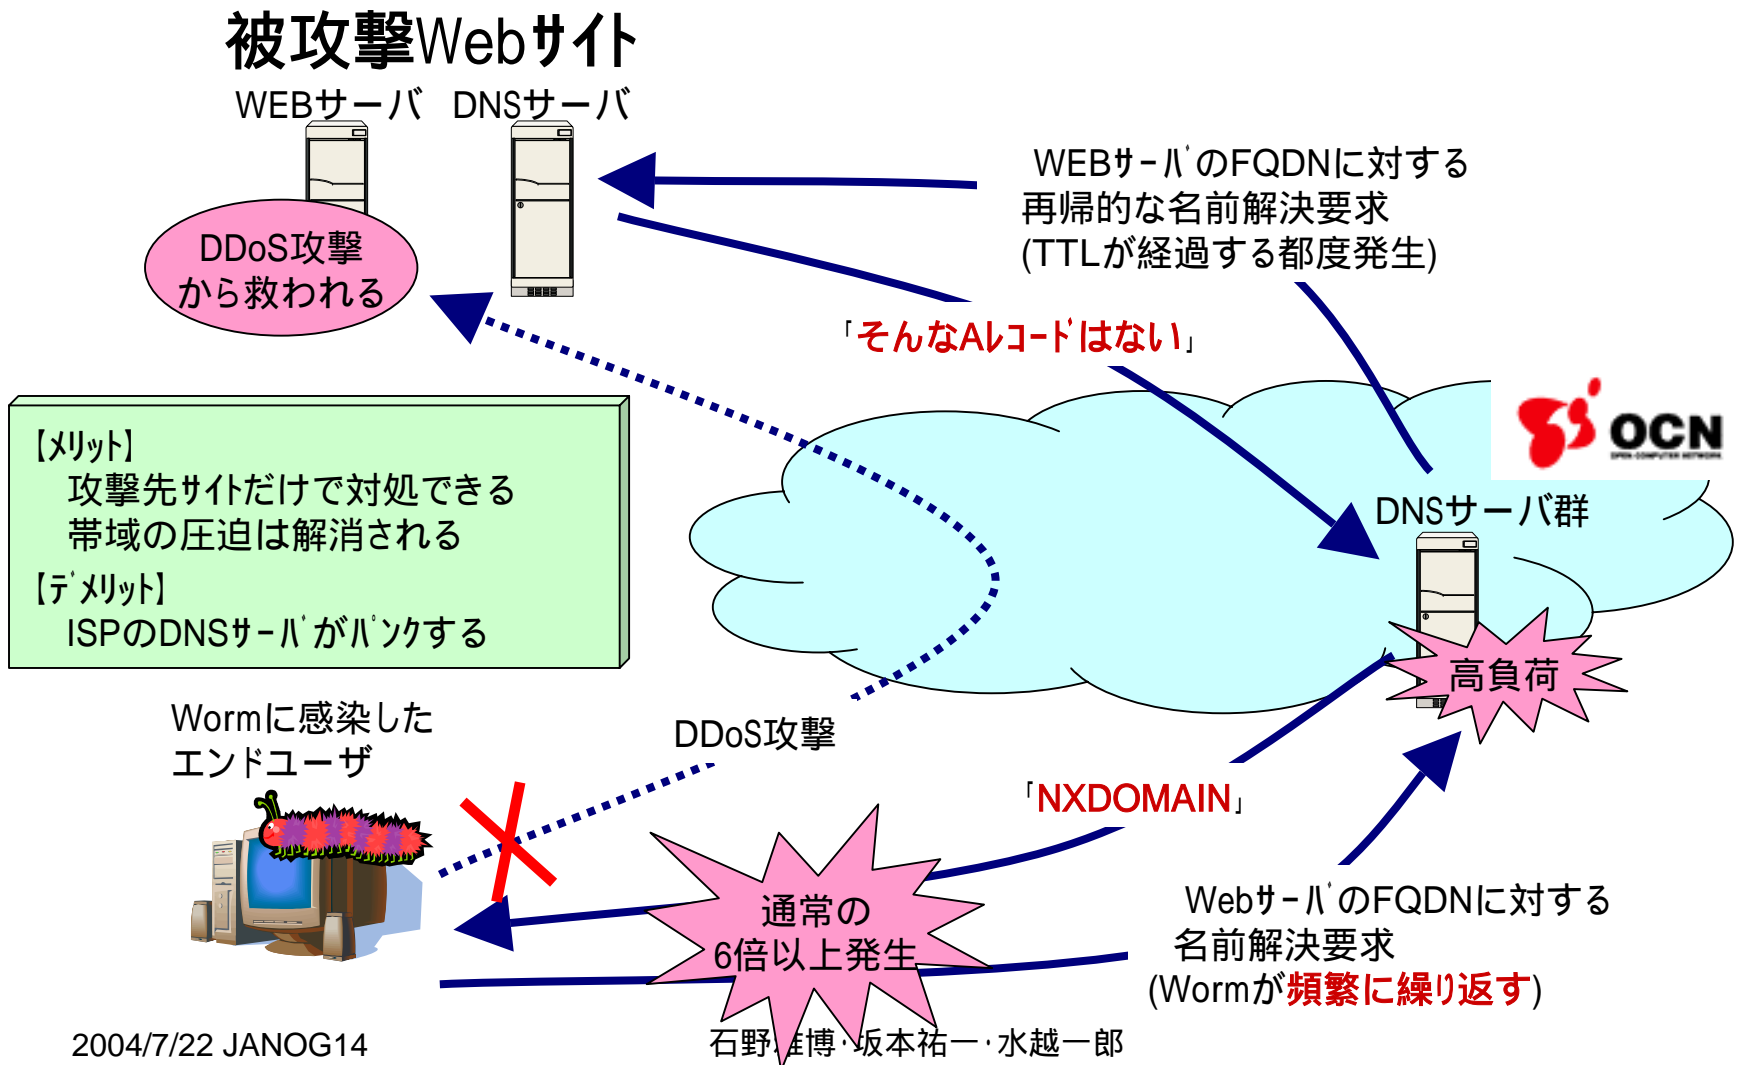 被攻撃Webサイト
WEBサーバ DNSサーバ
DDoS攻撃
から救われる
WEBサーバのFQDNに対する
再帰的な名前解決要求
(TTLが経過する都度発生)
「そんなAレコードはない」
OCN
OPEN COMPUTER NETWORK
【メリット】
攻撃先サイトだけで対処できる
帯域の圧迫は解消される
【デメリット】
ISPのDNSサーバがパンクする
DNSサーバ群
高負荷
Wormに感染した
エンドユーザ
DDoS攻撃
「NXDOMAIN」
通常の
6倍以上発生
WebサーバのFQDNに対する
名前解決要求
(Wormが頻繁に繰り返す)
2004/7/22 JANOG14
石野 博・坂本祐一・水越一郎